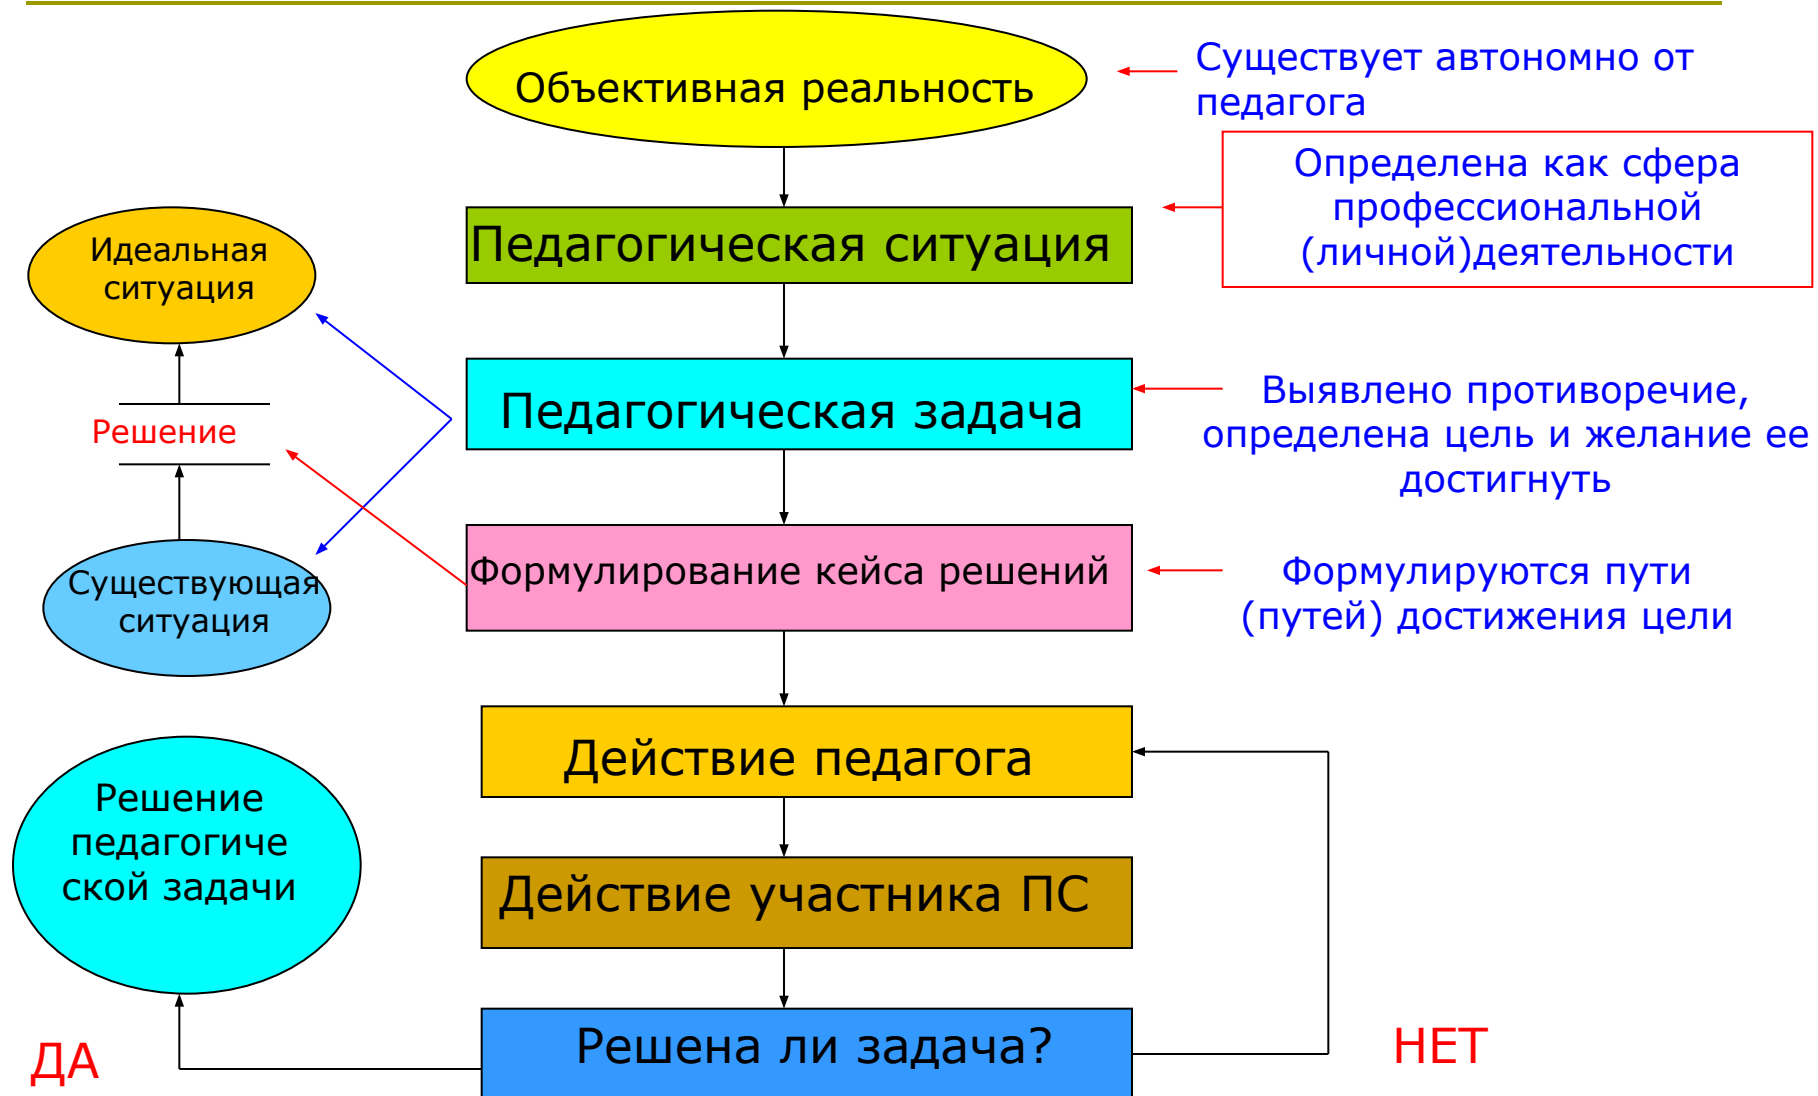 Объективная реальность
Существует автономно от
педагога
Определена как сфера
профессиональной
(личной)деятельности
Педагогическая ситуация
Идеальная
ситуация
Педагогическая задача
Выявлено противоречие,
определена цель и желание ее
достигнуть
Решение
Формулирование кейса решений
Формулируются пути
(путей) достижения цели
Существующая
ситуация
Действие педагога
Решение
педагогиче
ской задачи
Действие участника ПС
Решена ли задача?
ДА
НЕТ